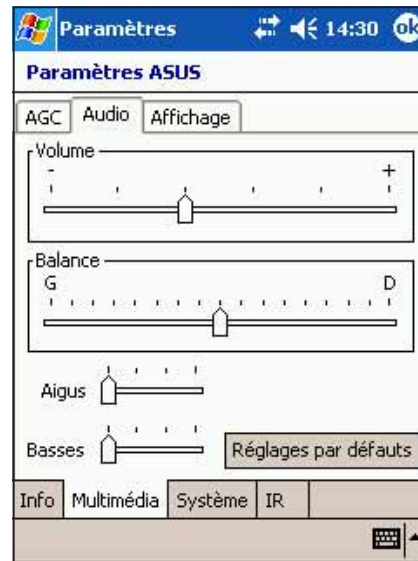 Paramètres 14:30 ok
Paramètres ASUS
AGC Audio Affichage
Volume
- +
Balance
G D
Aigus
Basses Réglages par défauts
Info Multimédia Système IR